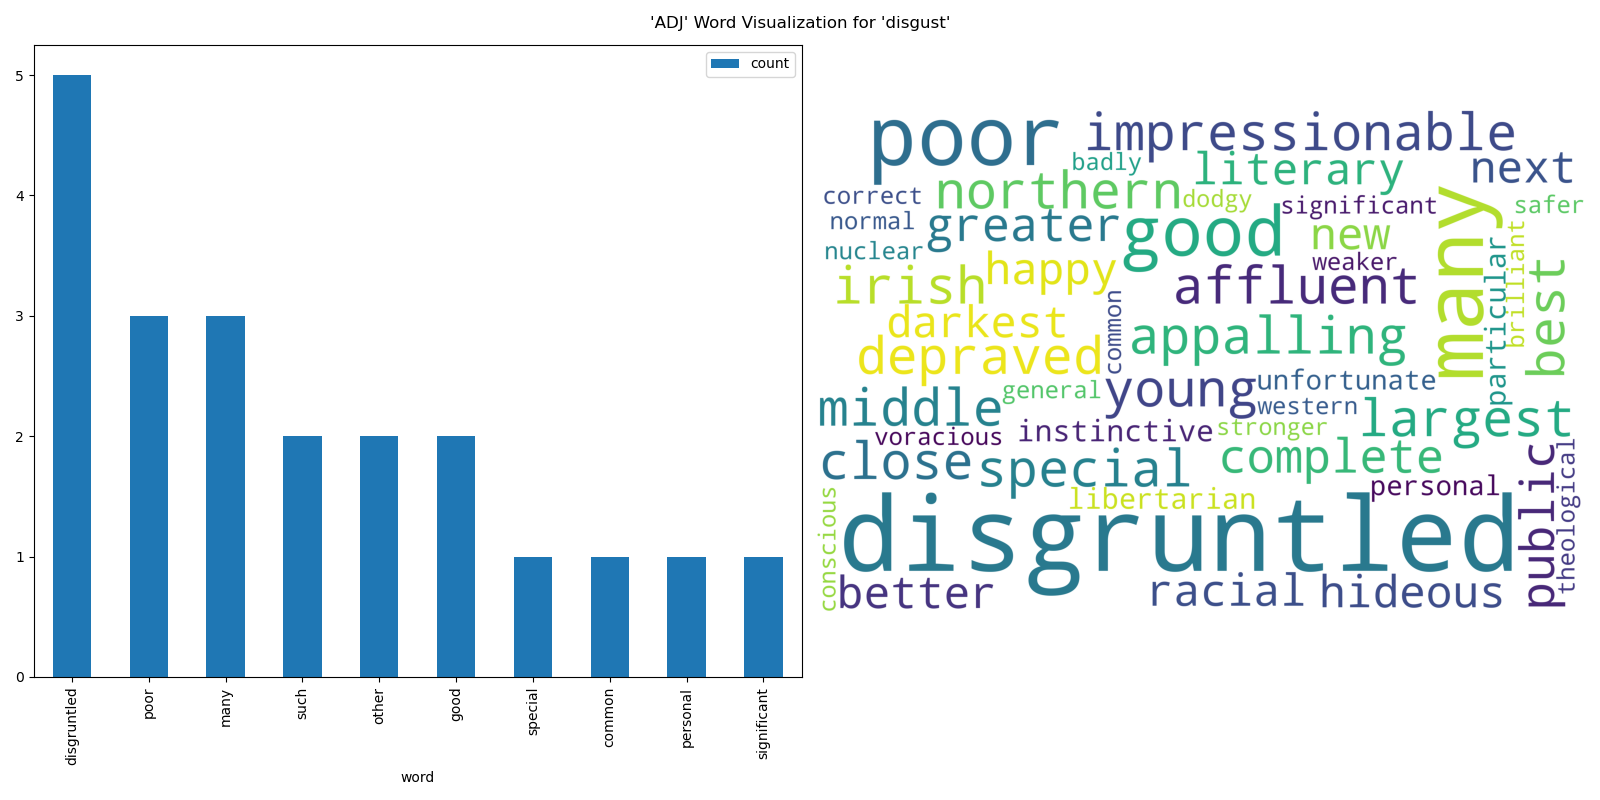 'ADJ' Word Visualization for 'disgust'
count
5
4
3
2
1
0
disgruntled
poor
many
such
other
good
special
common
personal
significant
word
poor
impressionable
badly
literary
next
correct
northern
dodgy
significant
many
safer
normal
greater
good
new
nuclear
happy
weaker
particular
brilliant
best
irish
affluent
darkest
common
appalling
depraved
general
young
unfortunate
middle
western
largest
voracious
instinctive
stronger
close
special
complete
public
theological
personal
conscious
libertarian
disgruntled
better
racial
hideous